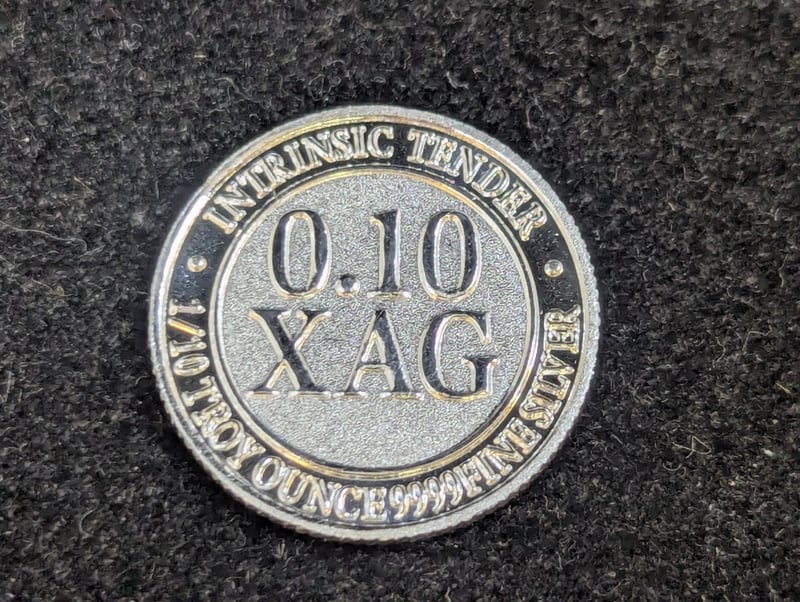 INTRINSIC TENDER
0.10
XAG
1/10 TROY OUNCE 9999 FINE SILVER